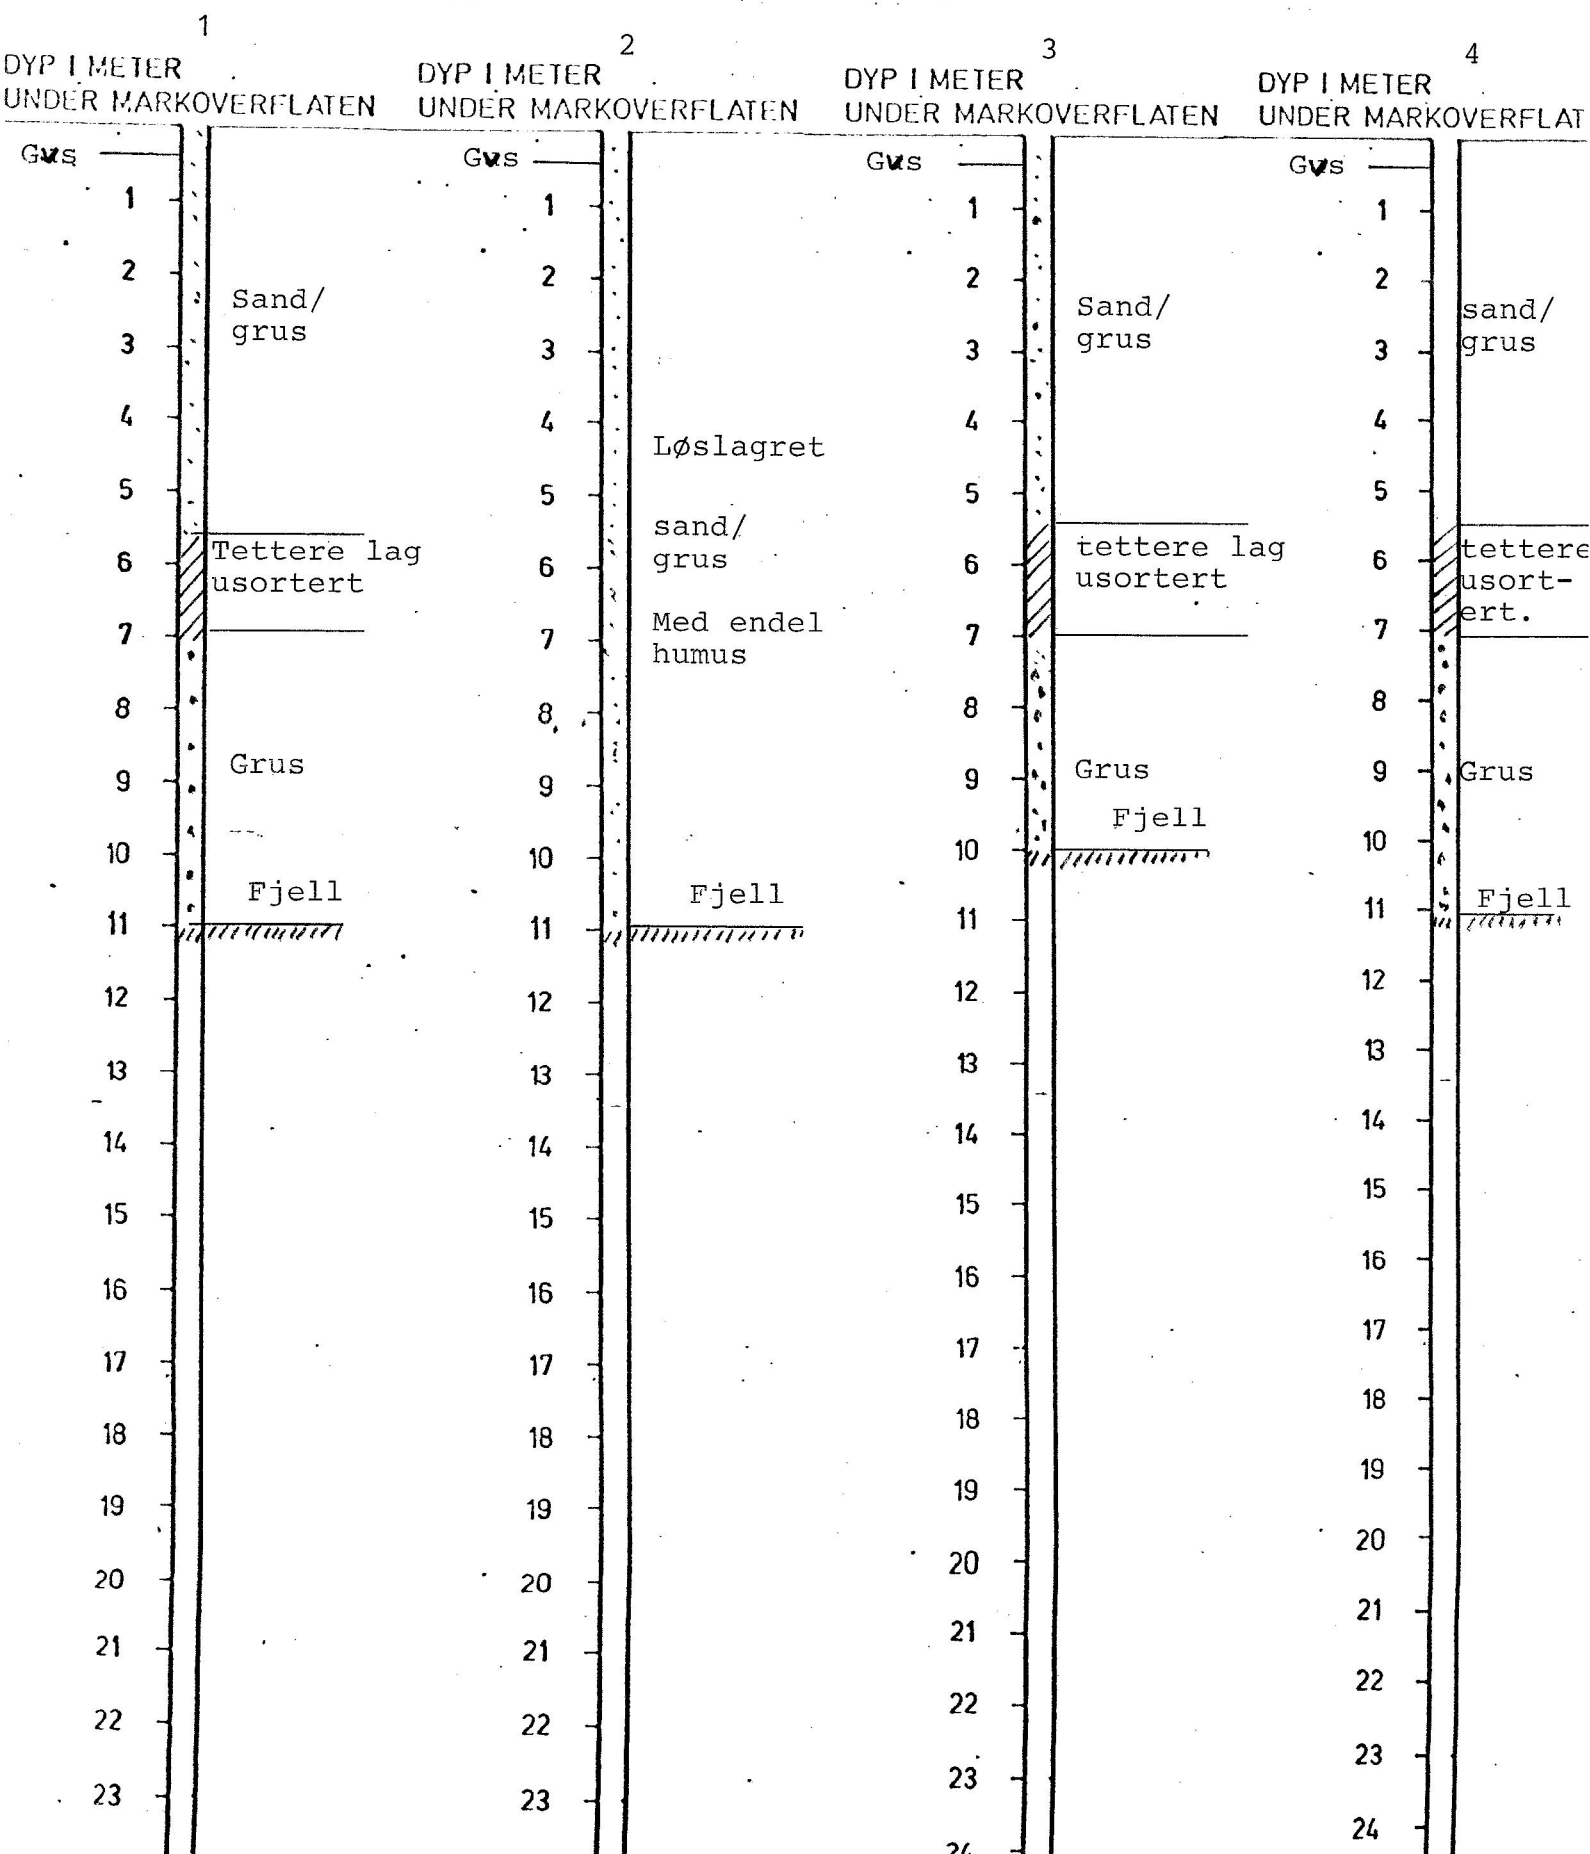 1
DYP I METER
UNDER MARKOVERFLATEN
Gvs
1
2
Sand/
grus
3
4
5
6
Tettere lag
usortert
7
8
Grus
9
10
Fjell
11
12
13
14
15
16
17
18
19
20
21
22
23
2
DYP I METER
UNDER MARKOVERFLATEN
Gvs
1
2
3
4
Løslagret
5
sand/
grus
6
Med endel
humus
7
8
9
10
Fjell
11
12
13
14
15
16
17
18
19
20
21
22
23
3
DYP I METER
UNDER MARKOVERFLATEN
Gvs
1
2
Sand/
grus
3
4
5
tettere lag
usortert
6
7
8
Grus
9
Fjell
10
11
12
13
14
15
16
17
18
19
20
21
22
23
24
4
DYP I METER
UNDER MARKOVERFLAT
Gvs
1
2
sand/
grus
3
4
5
tettere
6
usort-
ert.
7
8
Grus
9
10
Fjell
11
12
13
14
15
16
17
18
19
20
21
22
23
24